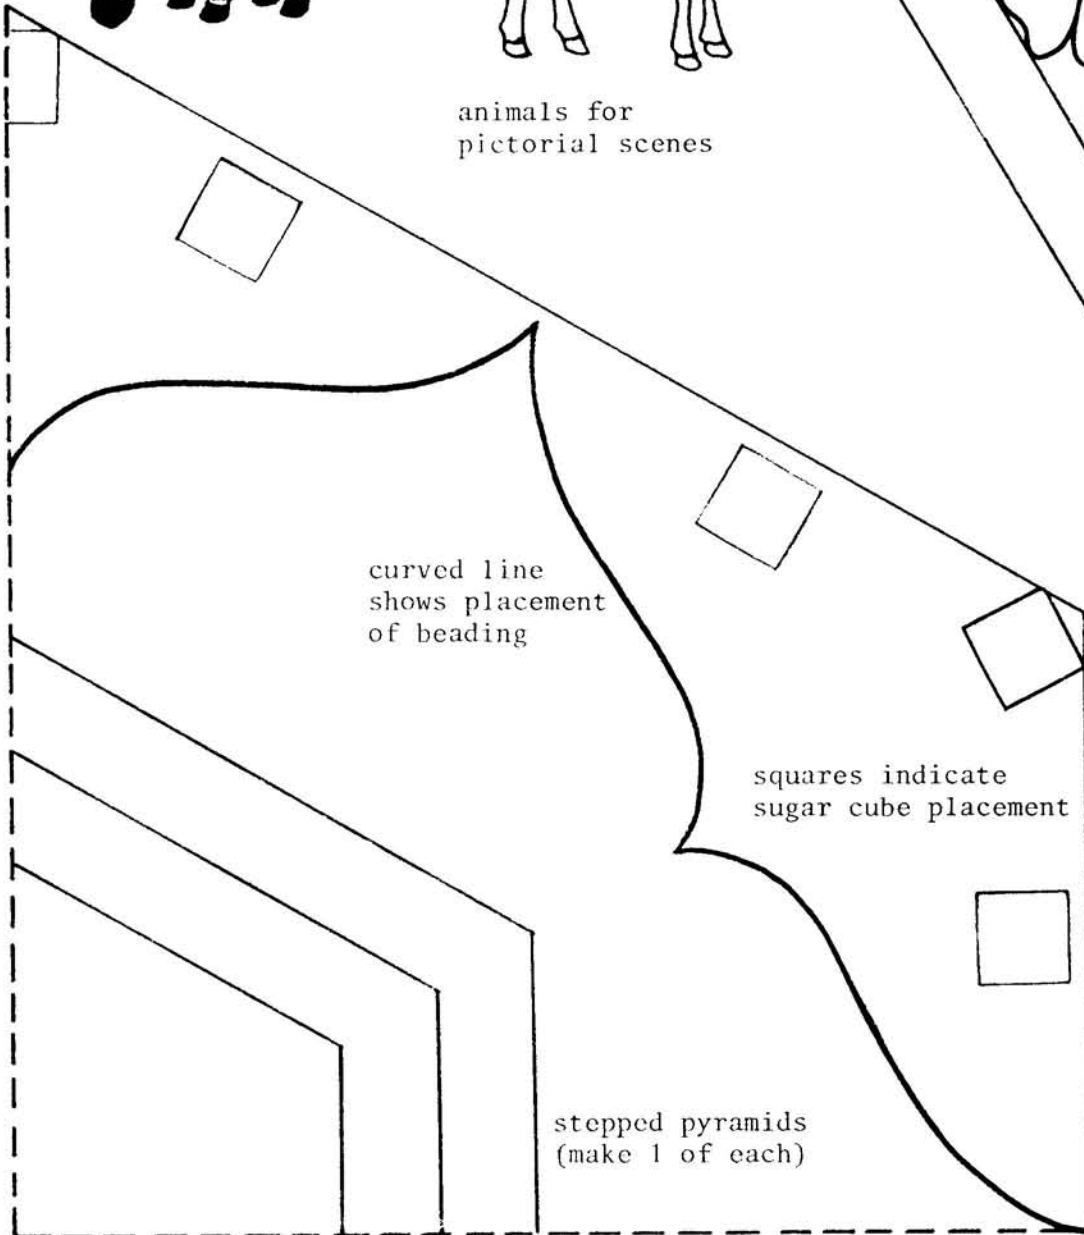 animals for
pictorial scenes
curved line
shows placement
of beading
squares indicate
sugar cube placement
stepped pyramids
(make 1 of each)